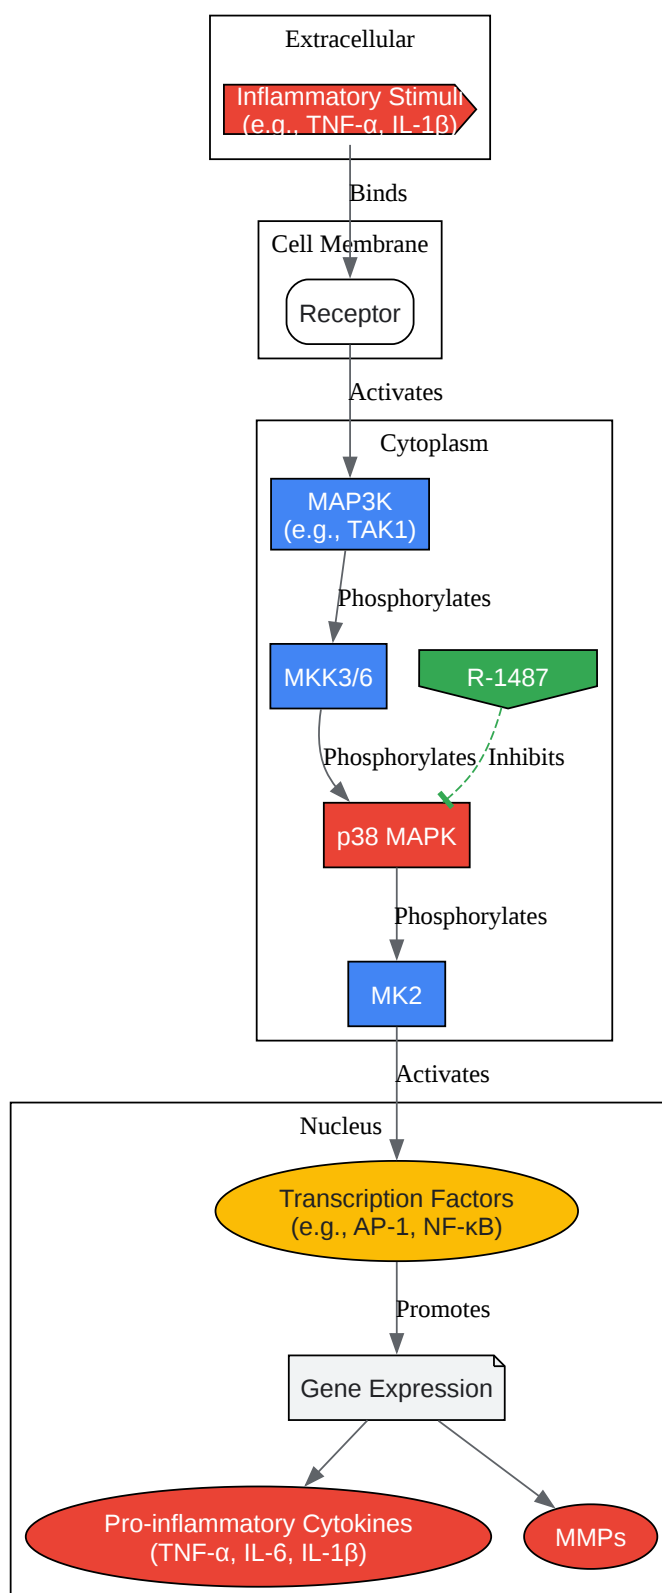 Extracellular
Inflammatory Stimuli
(e.g., TNF-α, IL-1β)
Binds
Cell Membrane
Receptor
Activates
Cytoplasm
MAP3K
(e.g., TAK1)
Phosphorylates
MKK3/6
R-1487
Phosphorylates
Inhibits
p38 MAPK
Phosphorylates
MK2
Activates
Nucleus
Transcription Factors
(e.g., AP-1, NF-κB)
Promotes
Gene Expression
Pro-inflammatory Cytokines
(TNF-α, IL-6, IL-1β)
MMPs